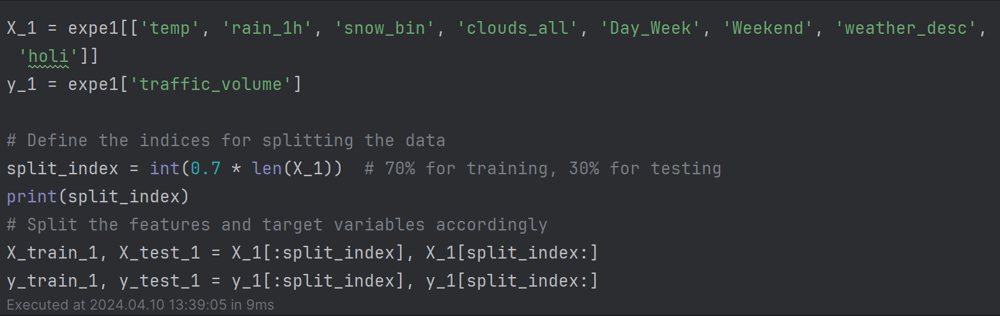 X_1 = expe1[['temp', 'rain_1h', 'snow_bin', 'clouds_all', 'Day_Week', 'Weekend', 'weather_desc',
'holi']]
y_1 = expe1['traffic_volume']
# Define the indices for splitting the data
split_index = int(0.7 * len(X_1))  # 70% for training, 30% for testing
print(split_index)
# Split the features and target variables accordingly
X_train_1, X_test_1 = X_1[:split_index], X_1[split_index:]
y_train_1, y_test_1 = y_1[:split_index], y_1[split_index:]
Executed at 2024.04.10 13:39:05 in 9ms